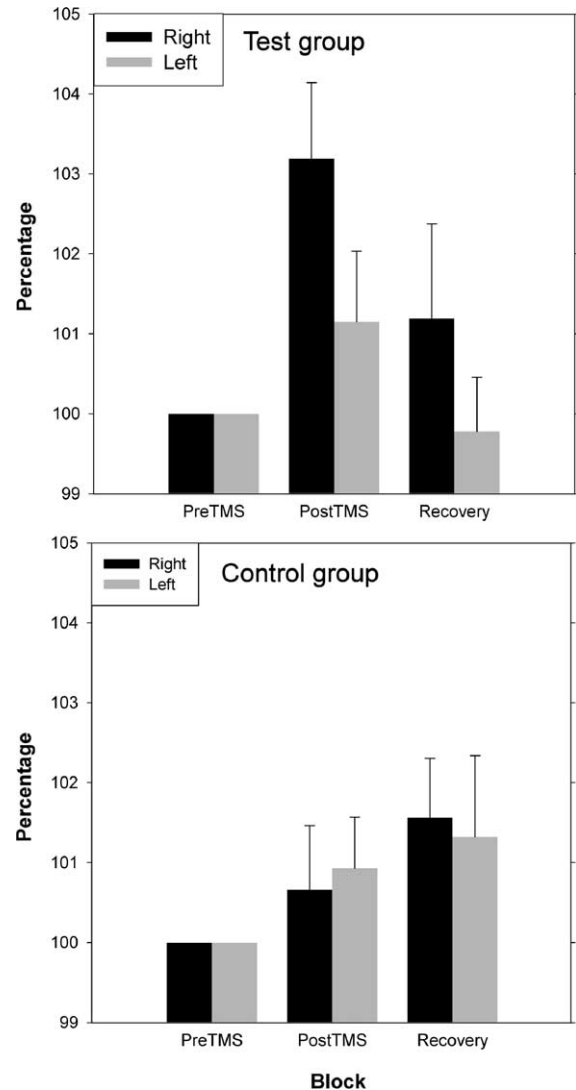 105
Right
Left
Test group
104
103
102
101
100
99
Percentage
PreTMS PostTMS Recovery
105
Right
Left
Control group
104
103
102
101
100
99
Percentage
PreTMS PostTMS Recovery
Block